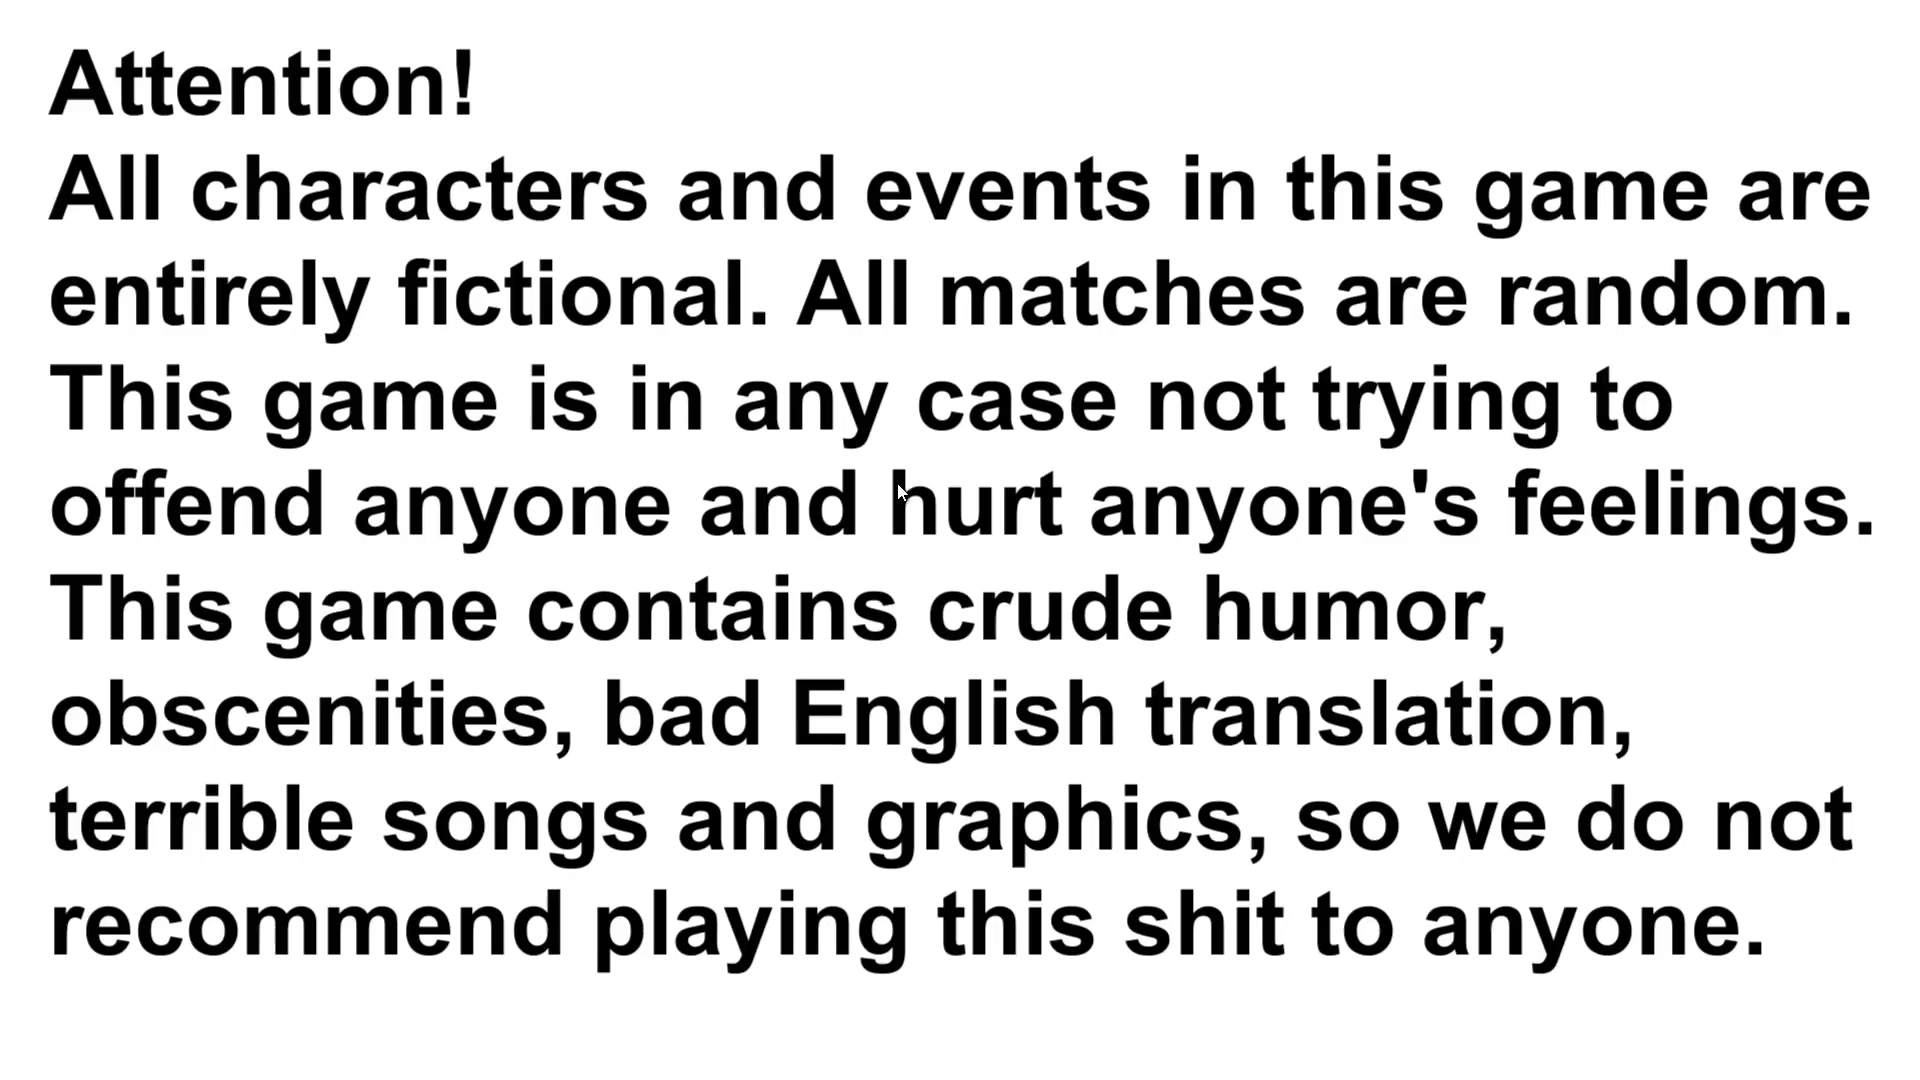 Attention!
All characters and events in this game are
entirely fictional. All matches are random.
This game is in any case not trying to
offend anyone and hurt anyone's feelings.
This game contains crude humor,
obscenities, bad English translation,
terrible songs and graphics, so we do not
recommend playing this shit to anyone.